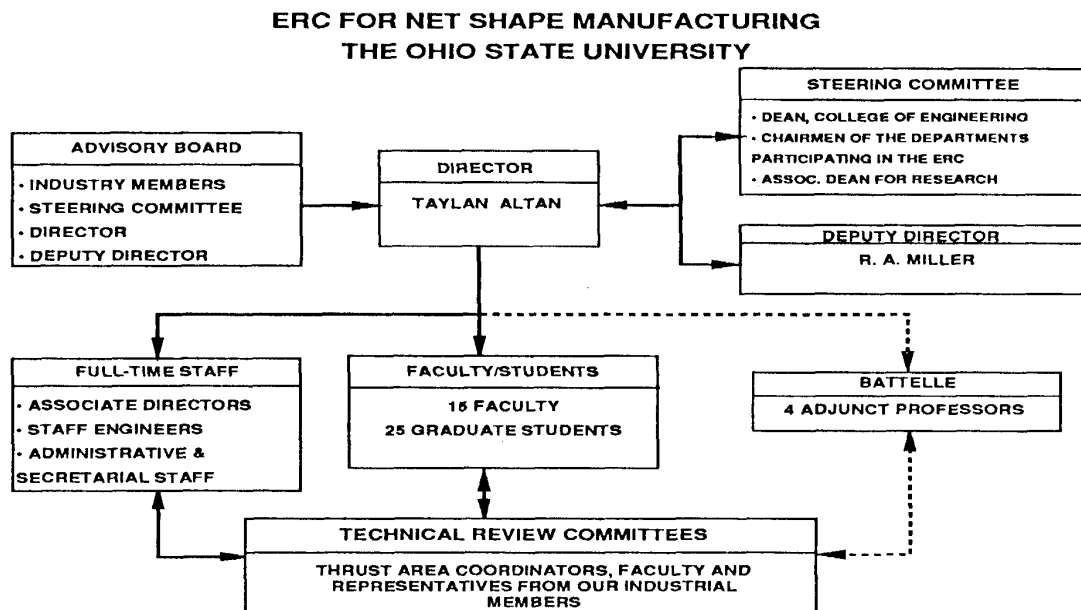 ERC FOR NET SHAPE MANUFACTURING
THE OHIO STATE UNIVERSITY
STEERING COMMITTEE
· DEAN, COLLEGE OF ENGINEERING
· CHAIRMEN OF THE DEPARTMENTS
PARTICIPATING IN THE ERC
· ASSOC. DEAN FOR RESEARCH
ADVISORY BOARD
· INDUSTRY MEMBERS
· STEERING COMMITTEE
· DIRECTOR
· DEPUTY DIRECTOR
DIRECTOR
TAYLAN ALTAN
DEPUTY DIRECTOR
R. A. MILLER
FULL-TIME STAFF
· ASSOCIATE DIRECTORS
· STAFF ENGINEERS
· ADMINISTRATIVE &
SECRETARIAL STAFF
FACULTY/STUDENTS
15 FACULTY
25 GRADUATE STUDENTS
BATTELLE
4 ADJUNCT PROFESSORS
TECHNICAL REVIEW COMMITTEES
THRUST AREA COORDINATORS, FACULTY AND
REPRESENTATIVES FROM OUR INDUSTRIAL
MEMBERS